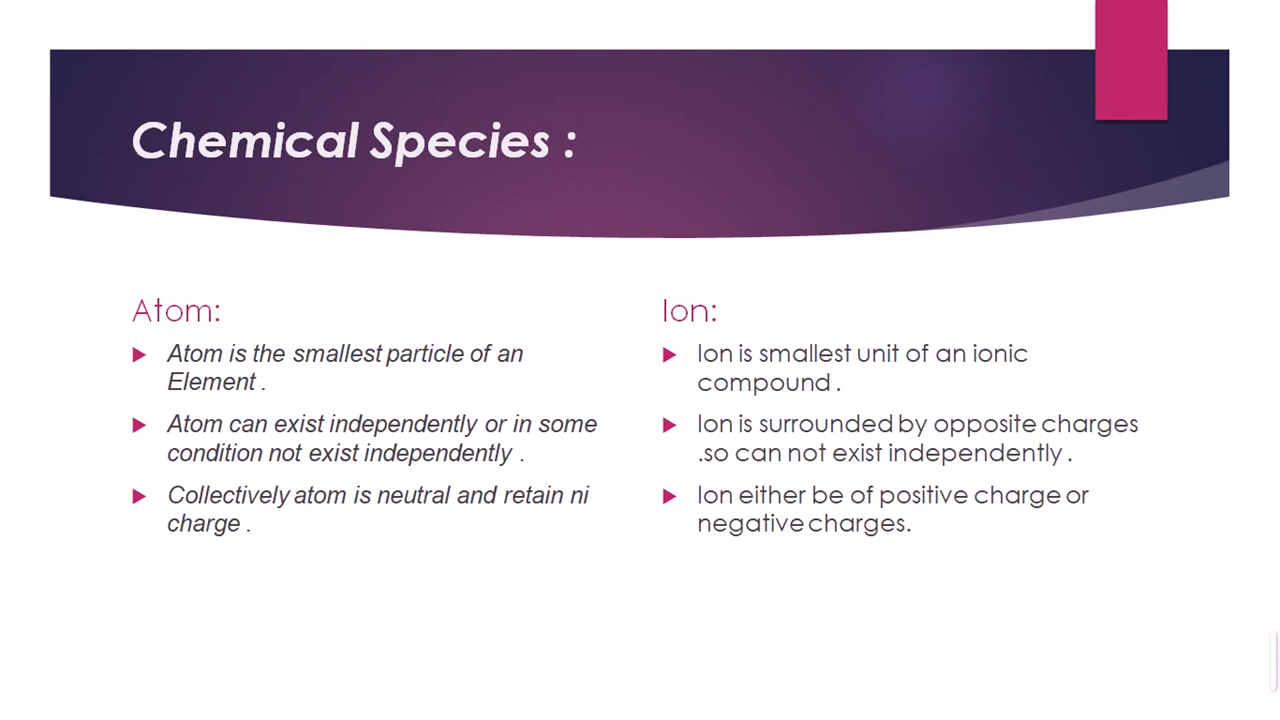 Chemical Species :
Atom:
Atom is the smallest particle of an
Element .
Atom can exist independently or in some
condition not exist independently .
Collectively atom is neutral and retain ni
charge .
Ion:
Ion is smallest unit of an ionic
compound .
Ion is surrounded by opposite charges
.so can not exist independently .
Ion either be of positive charge or
negative charges.